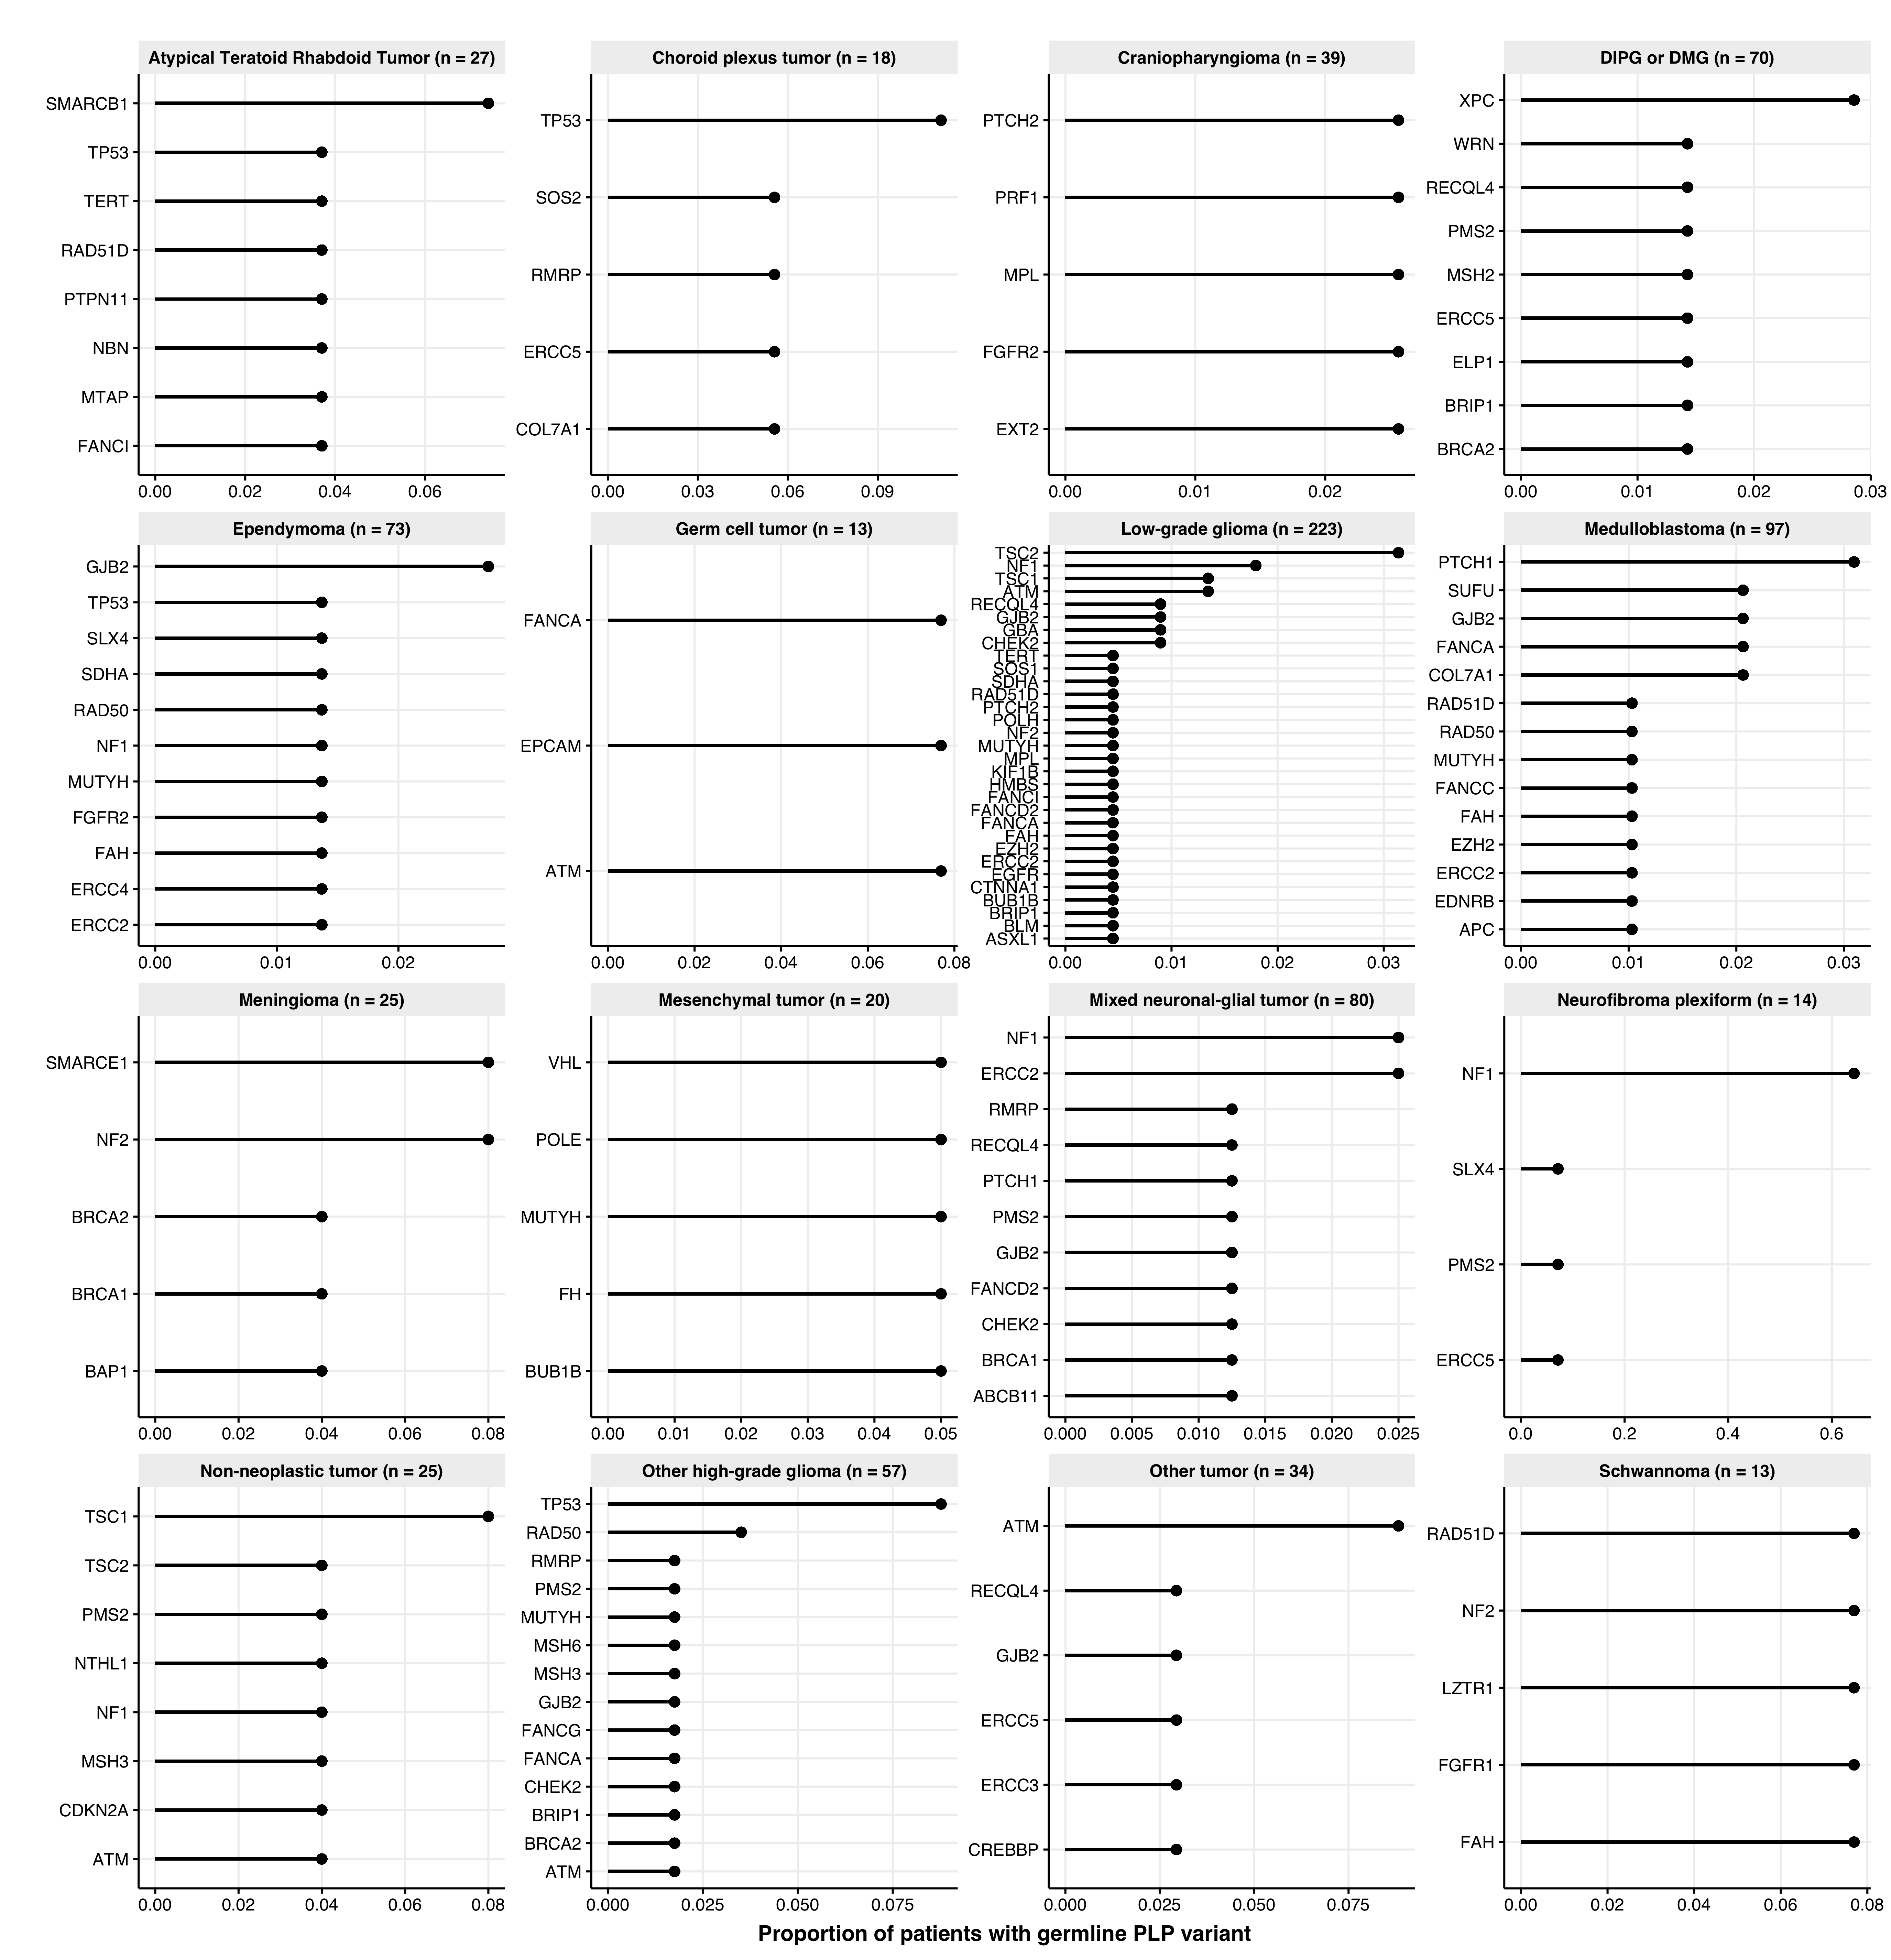 Atypical Teratoid Rhabdoid Tumor (n = 27)
SMARCB1
TP53
TERT
RAD51D
PTPN11
NBN
MTAP
FANCI
0.00 0.02 0.04 0.06
Choroid plexus tumor (n = 18)
TP53
SOS2
RMRP
ERCC5
COL7A1
0.00 0.03 0.06 0.09
Craniopharyngioma (n = 39)
PTCH2
PRF1
MPL
FGFR2
EXT2
0.00 0.01 0.02
DIPG or DMG (n = 70)
XPC
WRN
RECQL4
PMS2
MSH2
ERCC5
ELP1
BRIP1
BRCA2
0.00 0.01 0.02 0.03
Ependymoma (n = 73)
GJB2
TP53
SLX4
SDHA
RAD50
NF1
MUTYH
FGFR2
FAH
ERCC4
ERCC2
0.00 0.01 0.02
Germ cell tumor (n = 13)
FANCA
EPCAM
ATM
0.00 0.02 0.04 0.06 0.08
Low-grade glioma (n = 223)
TSC2
NF1
TSC1
ATM
RECQL4
GJB2
GBA
CHEK2
TERT
SOS1
SDHA
RAD51D
PTCH2
POLH
NF2
MUTYH
MPL
KIF1B
HMBS
FANCI
FANCD2
FANCA
FAH
EZH2
ERCC2
EGFR
CTNNA1
BUB1B
BRIP1
BLM
ASXL1
0.00 0.01 0.02 0.03
Medulloblastoma (n = 97)
PTCH1
SUFU
GJB2
FANCA
COL7A1
RAD51D
RAD50
MUTYH
FANCC
FAH
EZH2
ERCC2
EDNRB
APC
0.00 0.01 0.02 0.03
Meningioma (n = 25)
SMARCE1
NF2
BRCA2
BRCA1
BAP1
0.00 0.02 0.04 0.06 0.08
Mesenchymal tumor (n = 20)
VHL
POLE
MUTYH
FH
BUB1B
0.00 0.01 0.02 0.03 0.04 0.05
Mixed neuronal-glial tumor (n = 80)
NF1
ERCC2
RMRP
RECQL4
PTCH1
PMS2
GJB2
FANCD2
CHEK2
BRCA1
ABCB11
0.000 0.005 0.010 0.015 0.020 0.025
Neurofibroma plexiform (n = 14)
NF1
SLX4
PMS2
ERCC5
0.0 0.2 0.4 0.6
Non-neoplastic tumor (n = 25)
TSC1
TSC2
PMS2
NTHL1
NF1
MSH3
CDKN2A
ATM
0.00 0.02 0.04 0.06 0.08
Other high-grade glioma (n = 57)
TP53
RAD50
RMRP
PMS2
MUTYH
MSH6
MSH3
GJB2
FANCG
FANCA
CHEK2
BRIP1
BRCA2
ATM
0.000 0.025 0.050 0.075
Other tumor (n = 34)
ATM
RECQL4
GJB2
ERCC5
ERCC3
CREBBP
0.000 0.025 0.050 0.075
Schwannoma (n = 13)
RAD51D
NF2
LZTR1
FGFR1
FAH
0.00 0.02 0.04 0.06 0.08
Proportion of patients with germline PLP variant